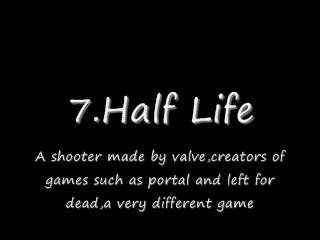 7.Half Life
A shooter made by valve,creators of
games such as portal and left for
dead,a very different game